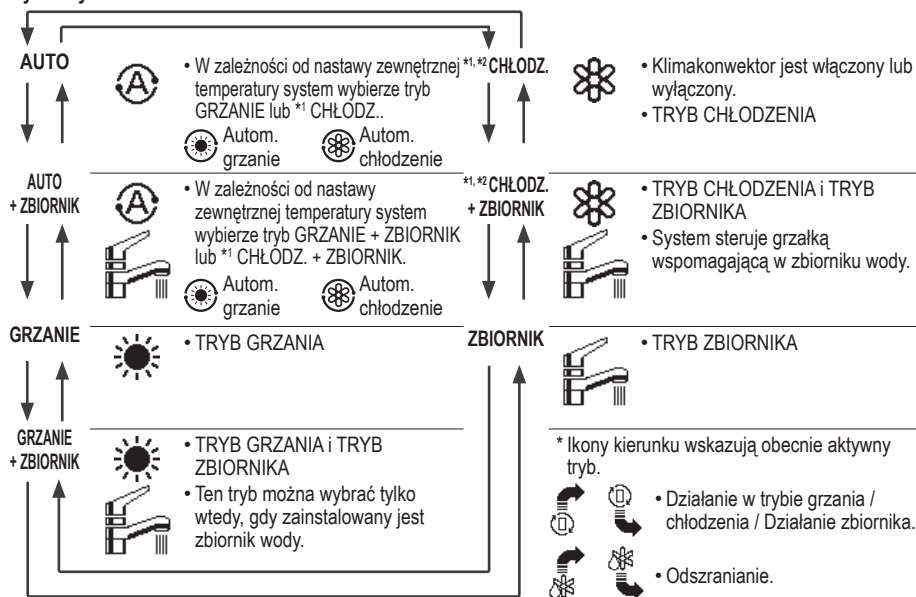 AUTO
• W zależności od nastawy zewnętrznej
temperatury system wybierze tryb
GRZANIE lub *1 CHŁODZ..
Autom.
grzanie
Autom.
chłodzenie
*1, *2 CHŁODZ.
• Klimakonwektor jest włączony lub
wyłączony.
• TRYB CHŁODZENIA
AUTO
+ ZBIORNIK
• W zależności od nastawy
zewnętrznej temperatury system
wybierze tryb GRZANIE + ZBIORNIK
lub *1 CHŁODZ. + ZBIORNIK.
Autom.
grzanie
Autom.
chłodzenie
*1, *2 CHŁODZ.
+ ZBIORNIK
• TRYB CHŁODZENIA i TRYB
ZBIORNIKA
• System steruje grzałką
wspomagającą w zbiorniku wody.
GRZANIE
• TRYB GRZANIA
ZBIORNIK
• TRYB ZBIORNIKA
GRZANIE
+ ZBIORNIK
• TRYB GRZANIA i TRYB
ZBIORNIKA
• Ten tryb można wybrać tylko
wtedy, gdy zainstalowany jest
zbiornik wody.
* Ikony kierunku wskazują obecnie aktywny
tryb.
• Działanie w trybie grzania /
chłodzenia / Działanie zbiornika.
• Odszranianie.